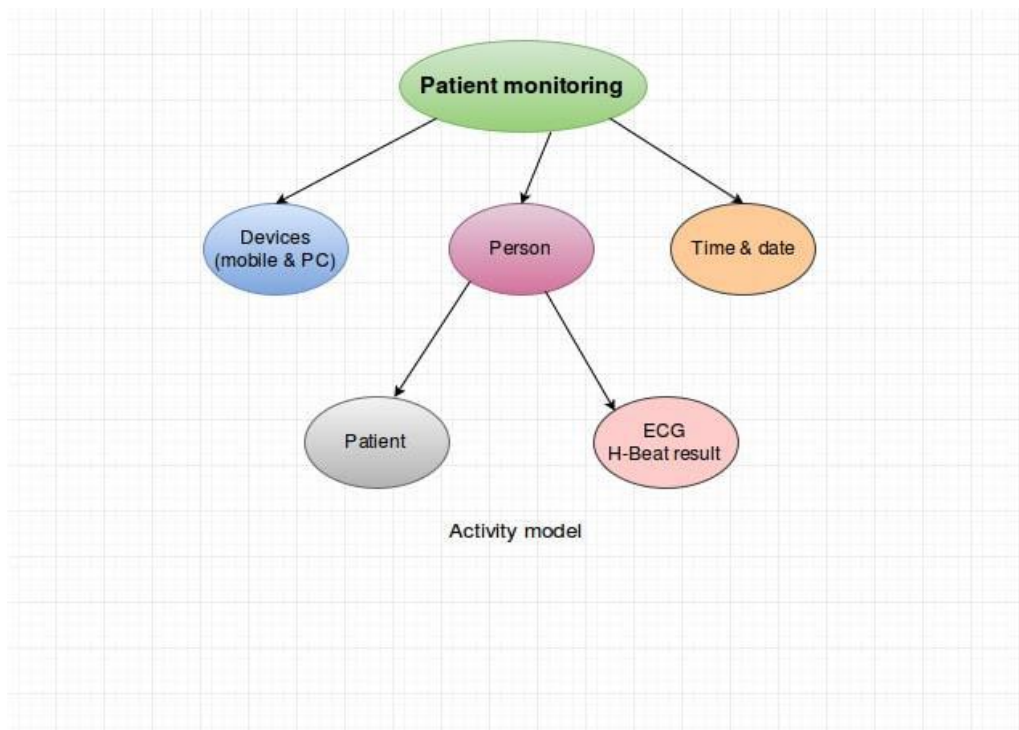 Patient monitoring
Devices
(mobile & PC)
Person
Time & date
Patient
ECG
H-Beat result
Activity model